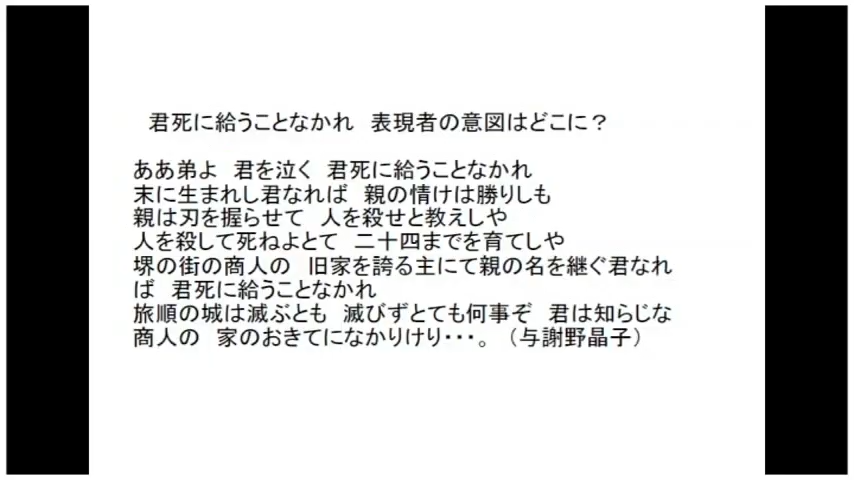 君死に給うことなかれ　表現者の意図はどこに？
ああ弟よ　君を泣く　君死に給うことなかれ
末に生まれし君なれば　親の情けは勝りしも
親は刃を握らせて　人を殺せと教えしや
人を殺して死ねよとて　二十四までを育てしや
堺の街の商人の　旧家を誇る主にて親の名を継ぐ君なれ
ば　君死に給うことなかれ
旅順の城は滅ぶとも　滅びずとても何事ぞ　君は知らじな
商人の　家のおきてになかりけり・・・。（与謝野晶子）